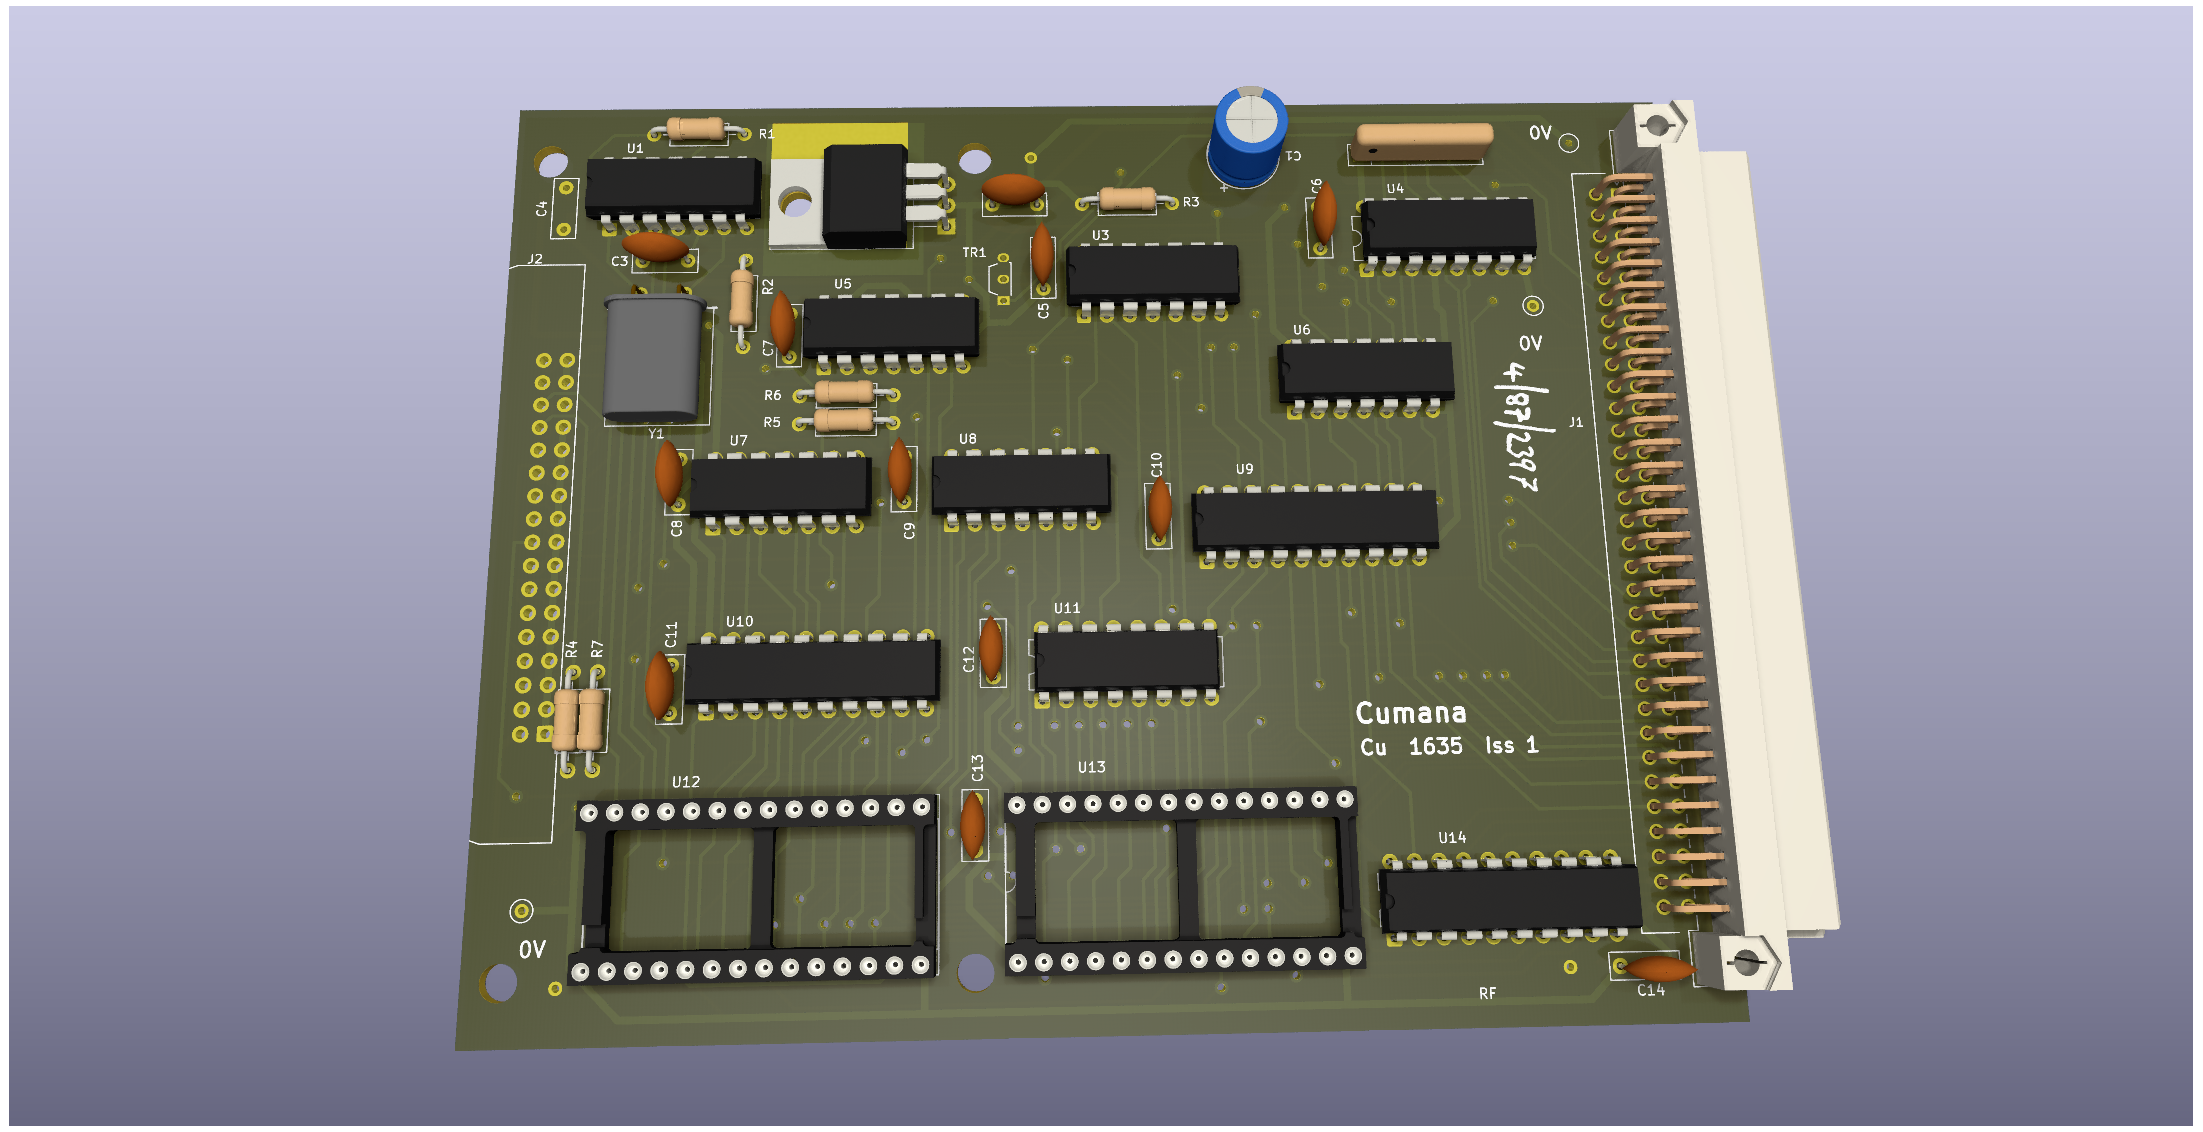 R1
0V
U1
C1
C6
U4
C4
R3
U3
TR1
J2
C3
R2
U5
C5
U6
0V
C7
4/87/2397
R6
R5
J1
Y1
U7
U8
C10
U9
C8
C9
U10
U11
C11
R4
R7
C12
Cumana
Cu 1635 Iss 1
C13
U12
U13
U14
0V
C14
RF
+